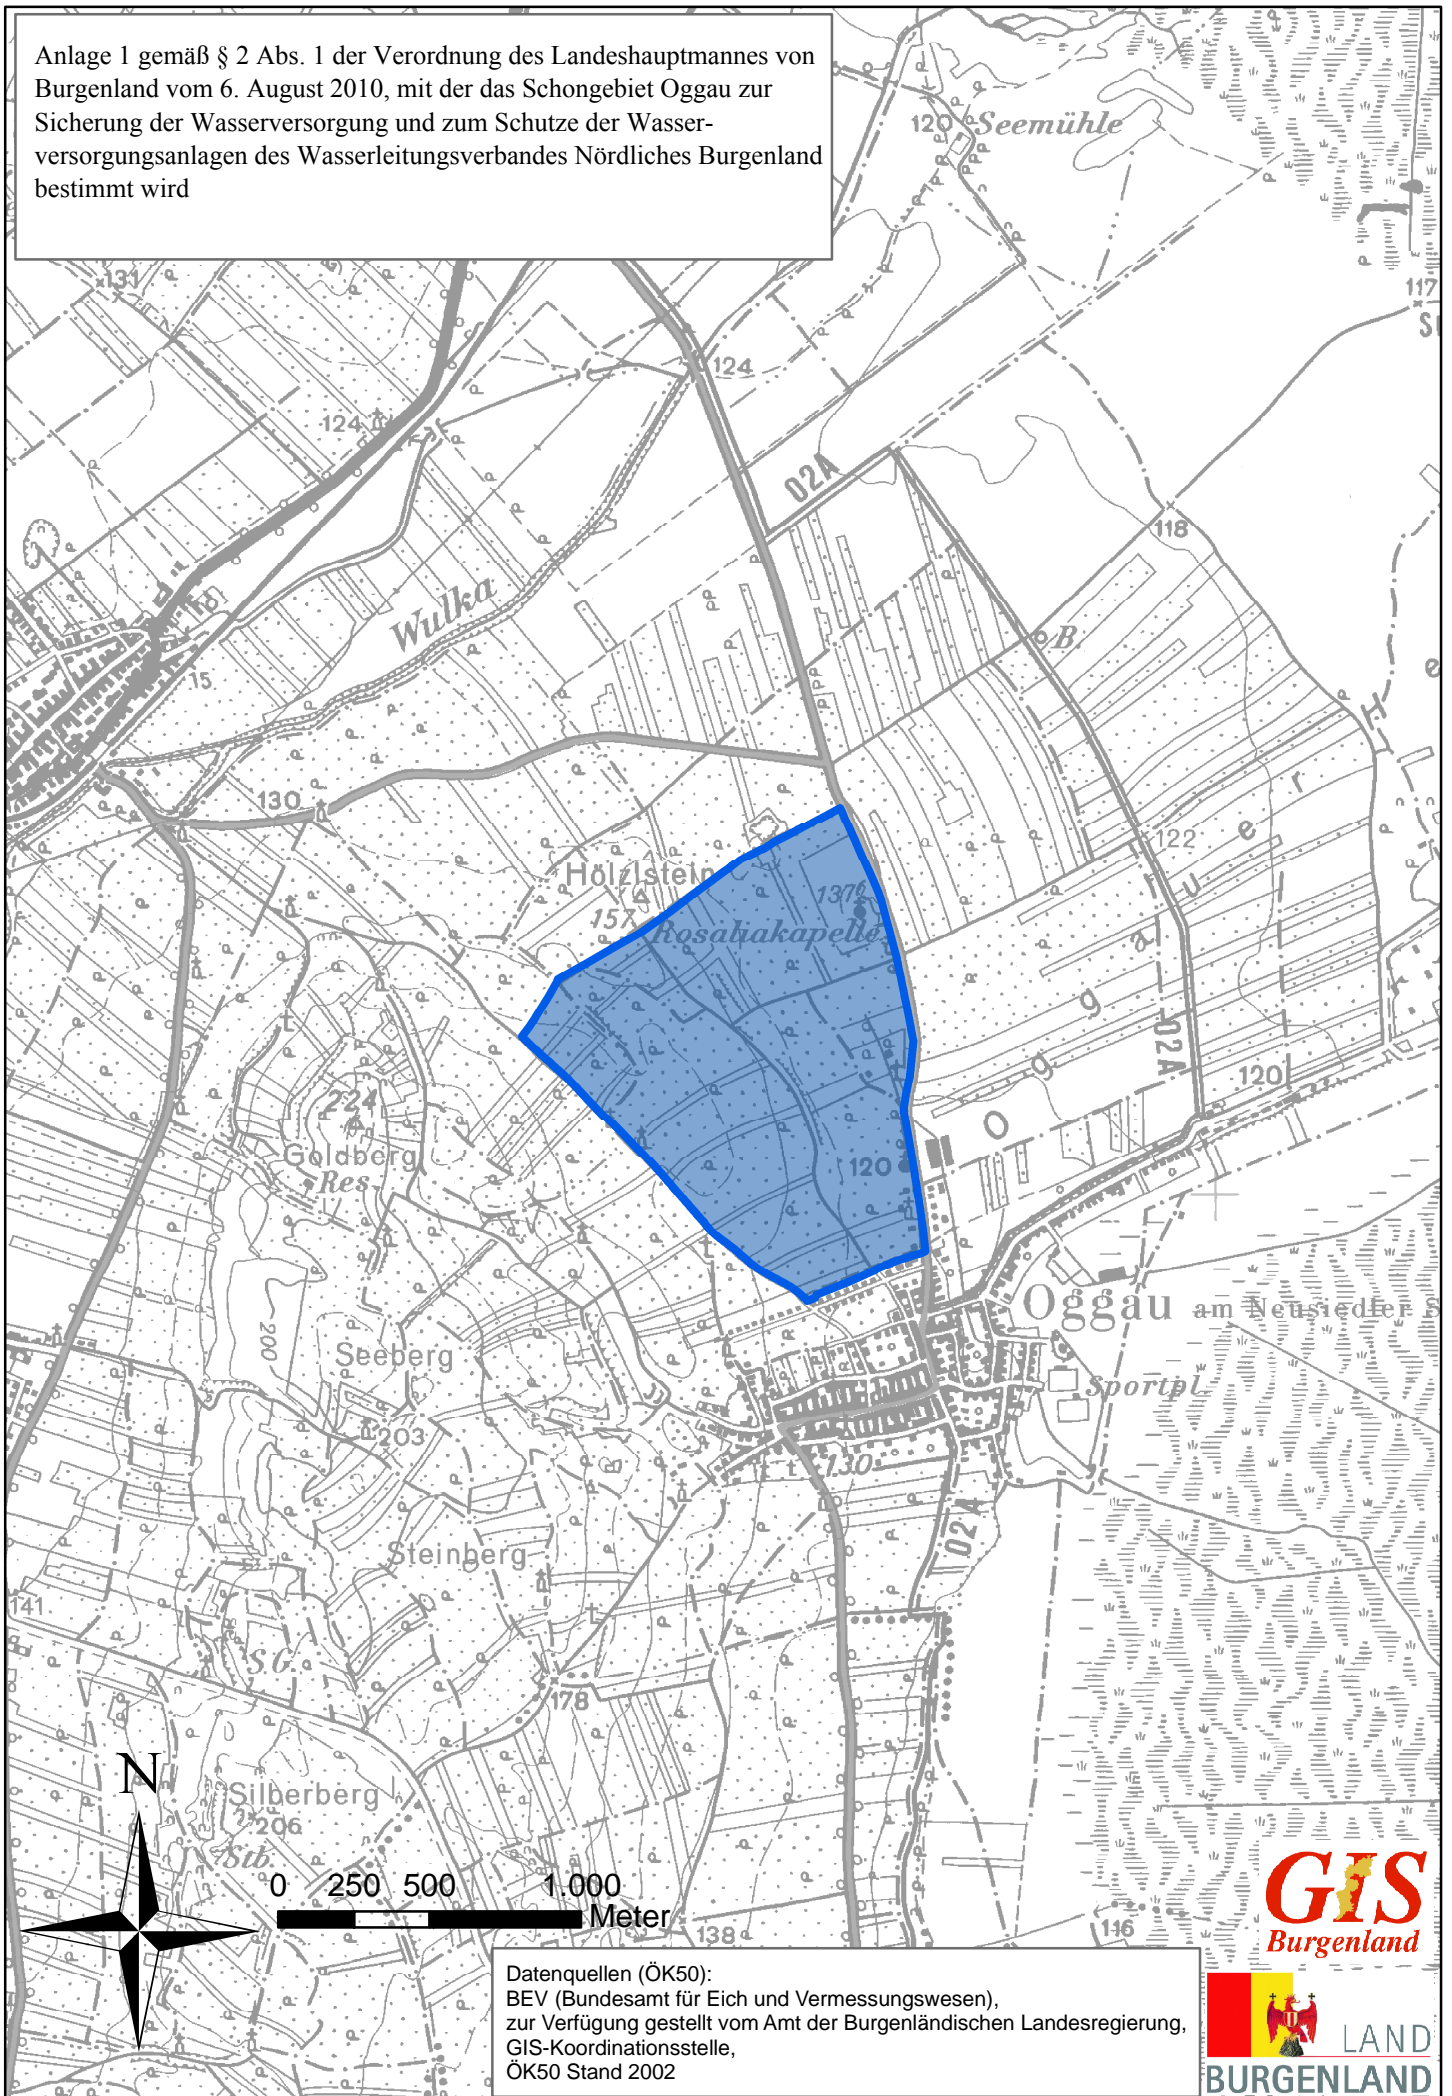 Anlage 1 gemäß § 2 Abs. 1 der Verordnung des Landeshauptmannes von
Burgenland vom 6. August 2010, mit der das Schongebiet Oggau zur
Sicherung der Wasserversorgung und zum Schutze der Wasser-
versorgungsanlagen des Wasserleitungsverbandes Nördliches Burgenland
bestimmt wird
120 Seemühle
131
117
124
124
02A
118
Wulka
B.
15
130
122
Hölzlstein
157
137
Rosaliakapelle
Oggauer
02A
120
224
Goldberg
Res.
120
Oggau am Neusiedler S
200
Seeberg
Sportpl.
203
130
02A
Steinberg
141
S.G.
178
N
Silberberg
206
Stb.
0 250 500 1.000
Meter
138
116
GIS
Burgenland
Datenquellen (ÖK50):
BEV (Bundesamt für Eich und Vermessungswesen),
zur Verfügung gestellt vom Amt der Burgenländischen Landesregierung,
GIS-Koordinationsstelle,
ÖK50 Stand 2002
LAND
BURGENLAND